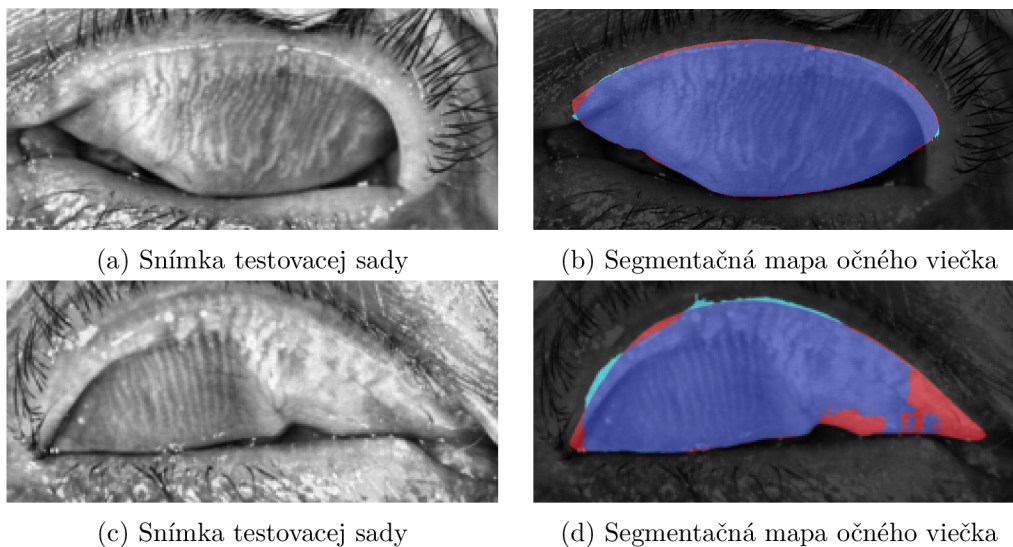 (a) Snímka testovacej sady
(b) Segmentačná mapa očného viečka
(c) Snímka testovacej sady
(d) Segmentačná mapa očného viečka